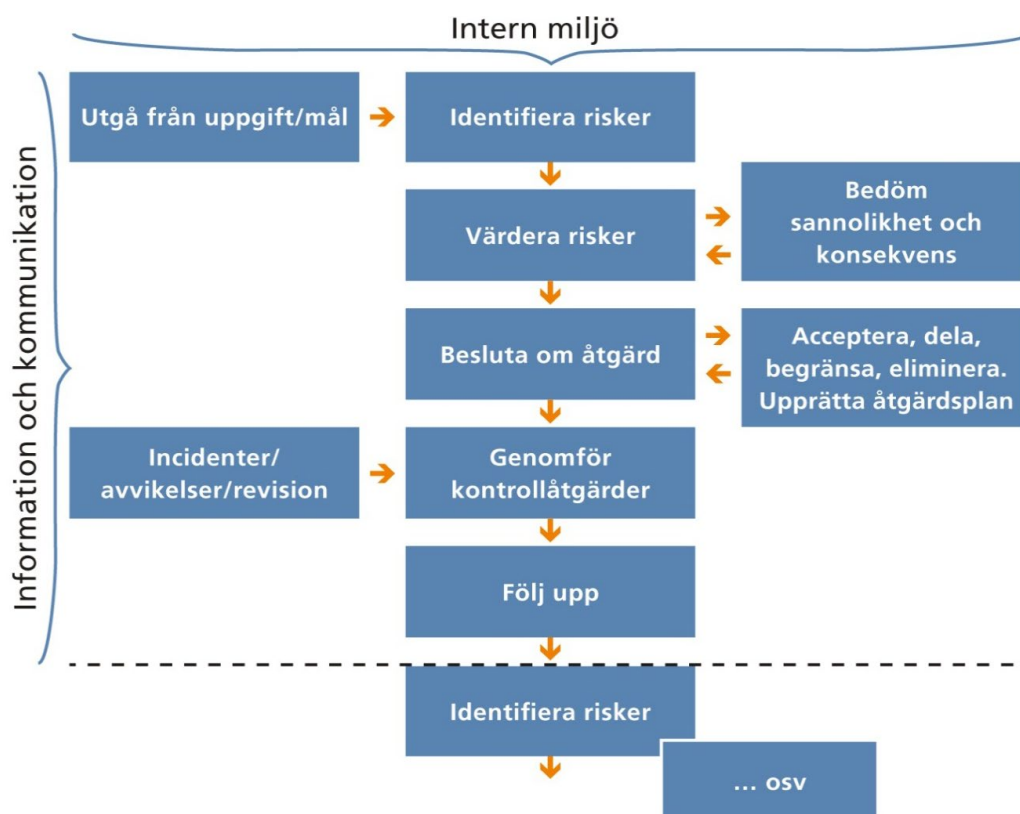 Intern miljö
Information och kommunikation
Utgå från uppgift/mål
Identifiera risker
Värdera risker
Bedöm
sannolikhet och
konsekvens
Besluta om åtgärd
Acceptera, dela,
begränsa, eliminera.
Upprätta åtgärdsplan
Incidenter/
avvikelser/revision
Genomför
kontrollåtgärder
Följ upp
Identifiera risker
... osv